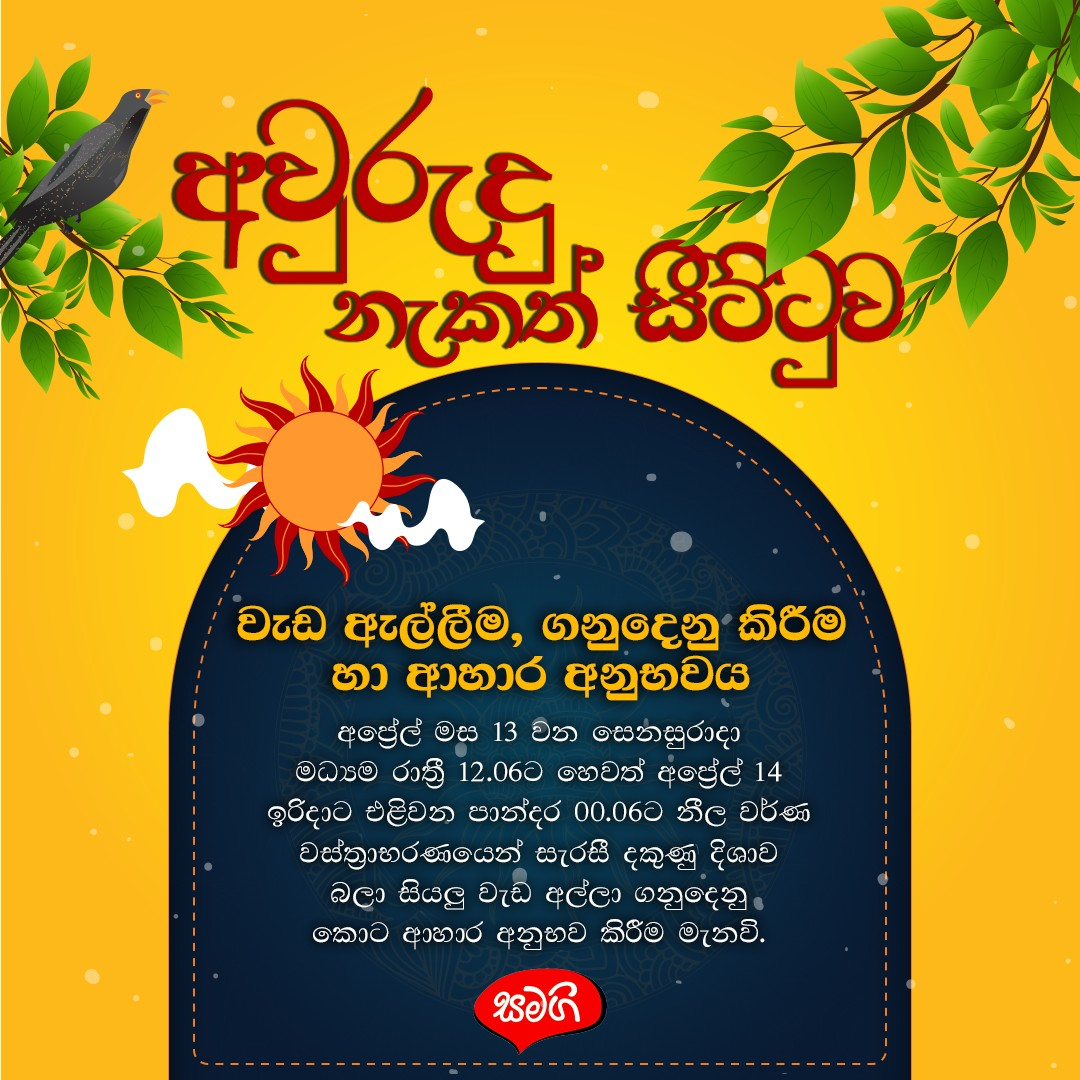 අවුරුදු
නැකත් සීට්ටුව
වැඩ ඇල්ලීම, ගනුදෙනු කිරීම
හා ආහාර අනුභවය
අප්‍රේල් මස 13 වන සෙනසුරාදා
මධ්‍යම රාත්‍රී 12.06ට හෙවත් අප්‍රේල් 14
ඉරිදාට එළිවන පාන්දර 00.06ට නීල වර්ණ
වස්ත්‍රාභරණයෙන් සැරසී දකුණු දිශාව
බලා සියලු වැඩ අල්ලා ගනුදෙනු
කොට ආහාර අනුභව කිරීම මැනවි.
සමගි